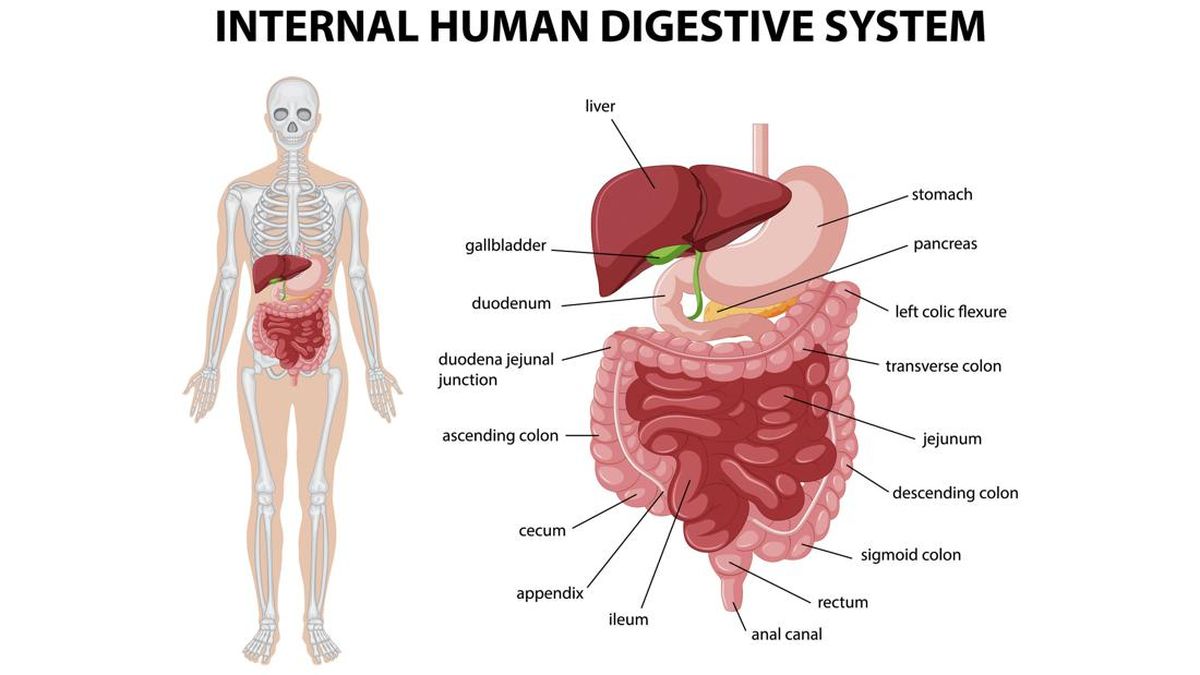 INTERNAL HUMAN DIGESTIVE SYSTEM
liver
stomach
gallbladder
pancreas
duodenum
left colic flexure
duodena jejunal
junction
transverse colon
ascending colon
jejunum
descending colon
cecum
sigmoid colon
appendix
rectum
ileum
anal canal